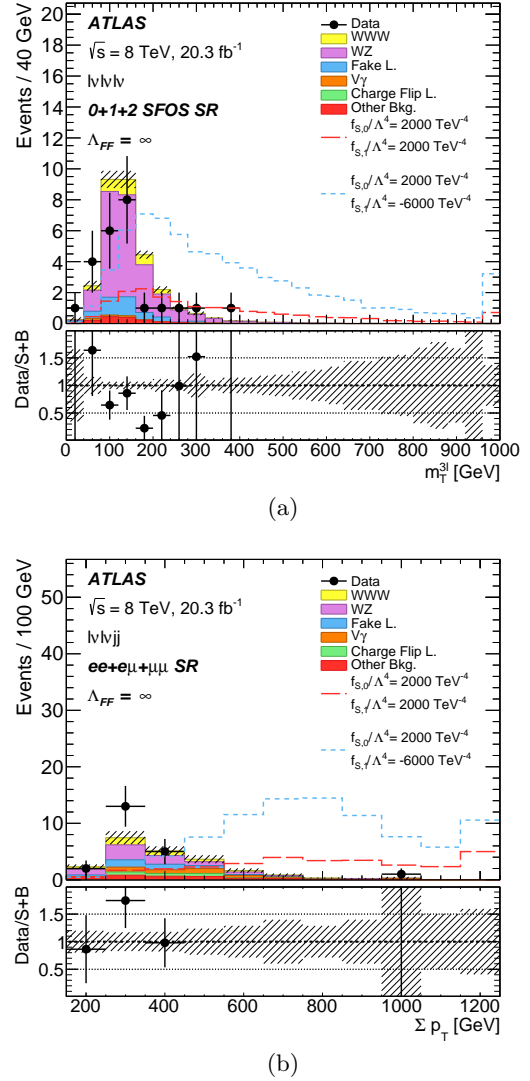 Events / 40 GeV
20
18
16
14
12
10
8
6
4
2
0
ATLAS
√s = 8 TeV, 20.3 fb⁻¹
lνlνlν
0+1+2 SFOS SR
Λ_FF = ∞
Data
WWW
WZ
Fake L.
Vγ
Charge Flip L.
Other Bkg.
f_S,0/Λ⁴= 2000 TeV⁻⁴
f_S,1/Λ⁴= 2000 TeV⁻⁴
f_S,0/Λ⁴= 2000 TeV⁻⁴
f_S,1/Λ⁴= -6000 TeV⁻⁴
Data/S+B
1.5
1
0.5
0 100 200 300 400 500 600 700 800 900 1000
m_T^3l [GeV]
(a)
Events / 100 GeV
50
40
30
20
10
0
ATLAS
√s = 8 TeV, 20.3 fb⁻¹
lνlνjj
ee+eμ+μμ SR
Λ_FF = ∞
Data
WWW
WZ
Fake L.
Vγ
Charge Flip L.
Other Bkg.
f_S,0/Λ⁴= 2000 TeV⁻⁴
f_S,1/Λ⁴= 2000 TeV⁻⁴
f_S,0/Λ⁴= 2000 TeV⁻⁴
f_S,1/Λ⁴= -6000 TeV⁻⁴
Data/S+B
1.5
1
0.5
200 400 600 800 1000 1200
Σ p_T [GeV]
(b)